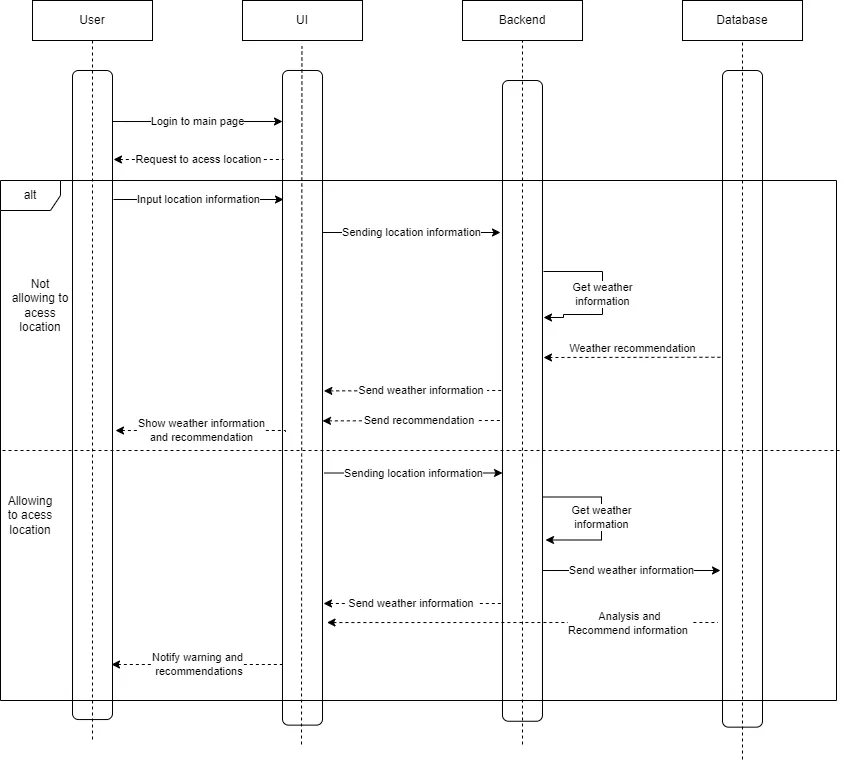 User
UI
Backend
Database
Login to main page
Request to acess location
alt
Input location information
Sending location information
Not
allowing to
acess
location
Get weather
information
Weather recommendation
Send weather information
Send recommendation
Show weather information
and recommendation
Sending location information
Allowing
to acess
location
Get weather
information
Send weather information
Send weather information
Analysis and
Recommend information
Notify warning and
recommendations